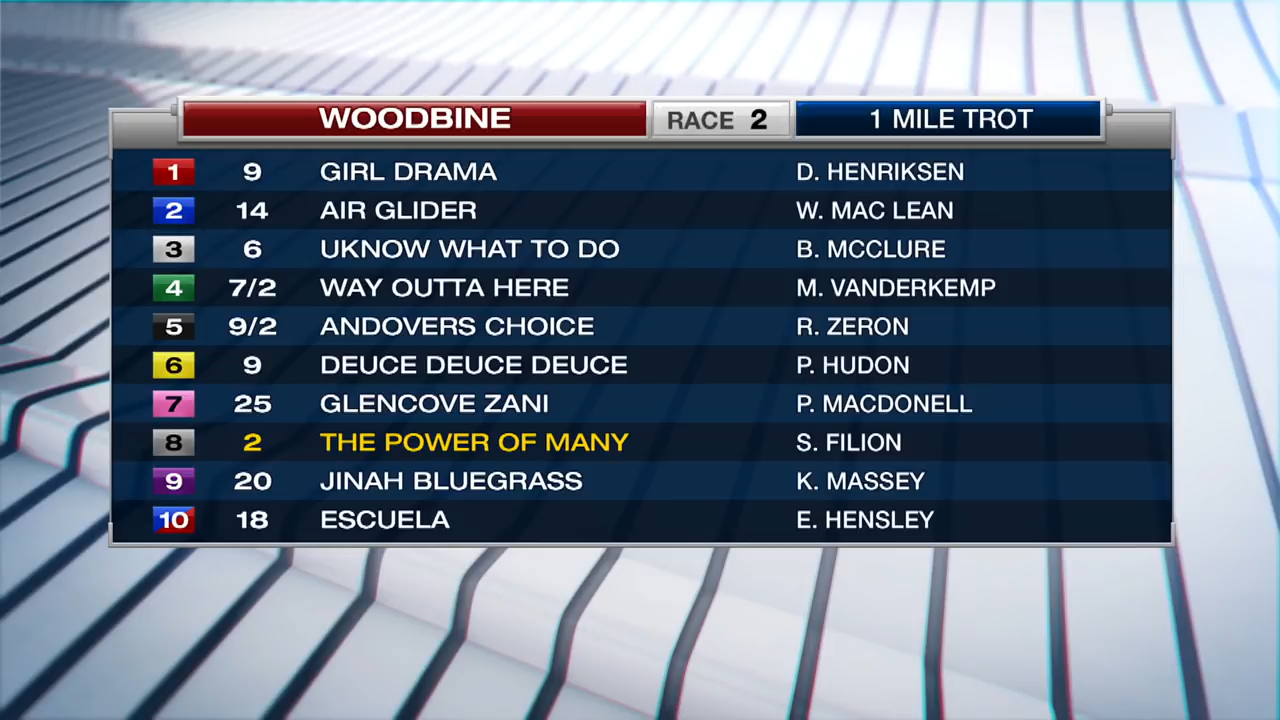 WOODBINE RACE 2 1 MILE TROT
1 9 GIRL DRAMA D. HENRIKSEN
2 14 AIR GLIDER W. MAC LEAN
3 6 UKNOW WHAT TO DO B. MCCLURE
4 7/2 WAY OUTTA HERE M. VANDERKEMP
5 9/2 ANDOVERS CHOICE R. ZERON
6 9 DEUCE DEUCE DEUCE P. HUDON
7 25 GLENCOVE ZANI P. MACDONELL
8 2 THE POWER OF MANY S. FILION
9 20 JINAH BLUEGRASS K. MASSEY
10 18 ESCUELA E. HENSLEY